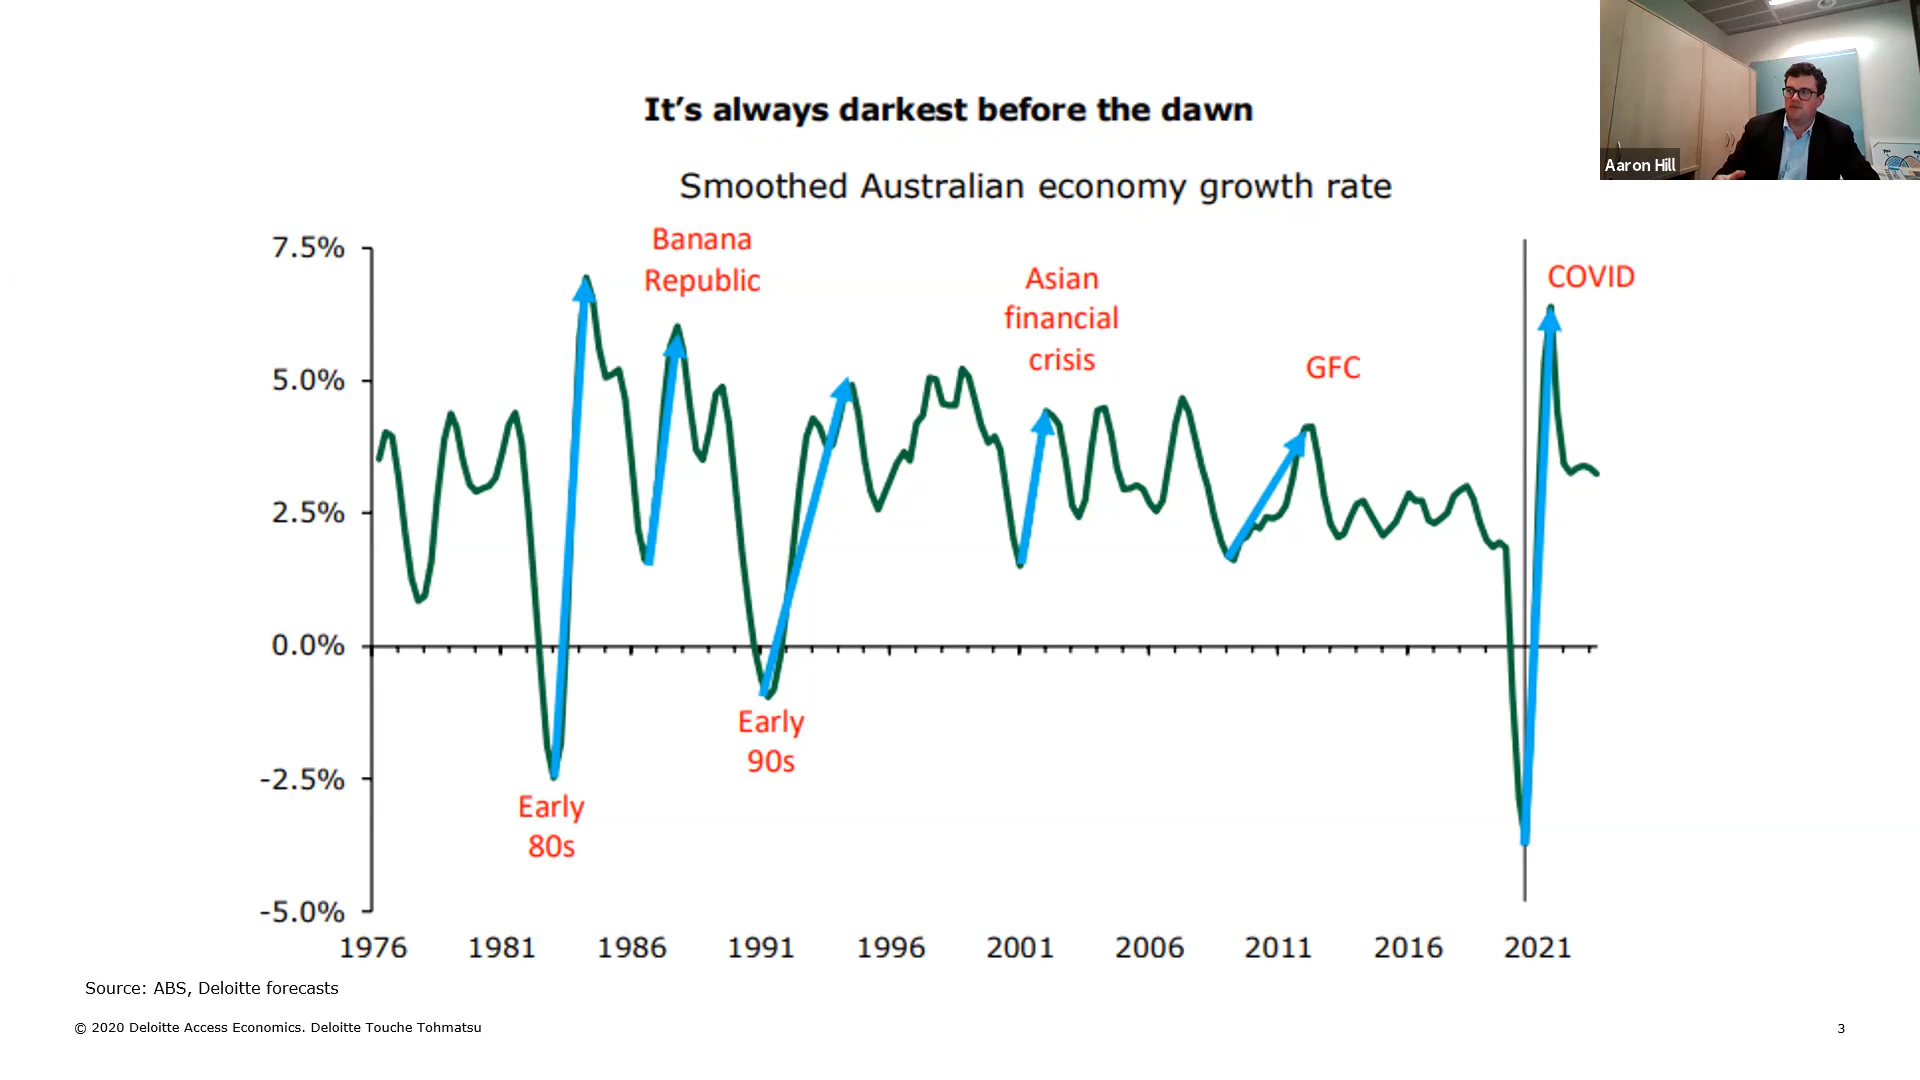 Aaron Hill
It’s always darkest before the dawn
Smoothed Australian economy growth rate
Banana
Republic
Asian
financial
crisis
GFC
COVID
Early
80s
Early
90s
7.5%
5.0%
2.5%
0.0%
-2.5%
-5.0%
1976 1981 1986 1991 1996 2001 2006 2011 2016 2021
Source: ABS, Deloitte forecasts
© 2020 Deloitte Access Economics. Deloitte Touche Tohmatsu
3